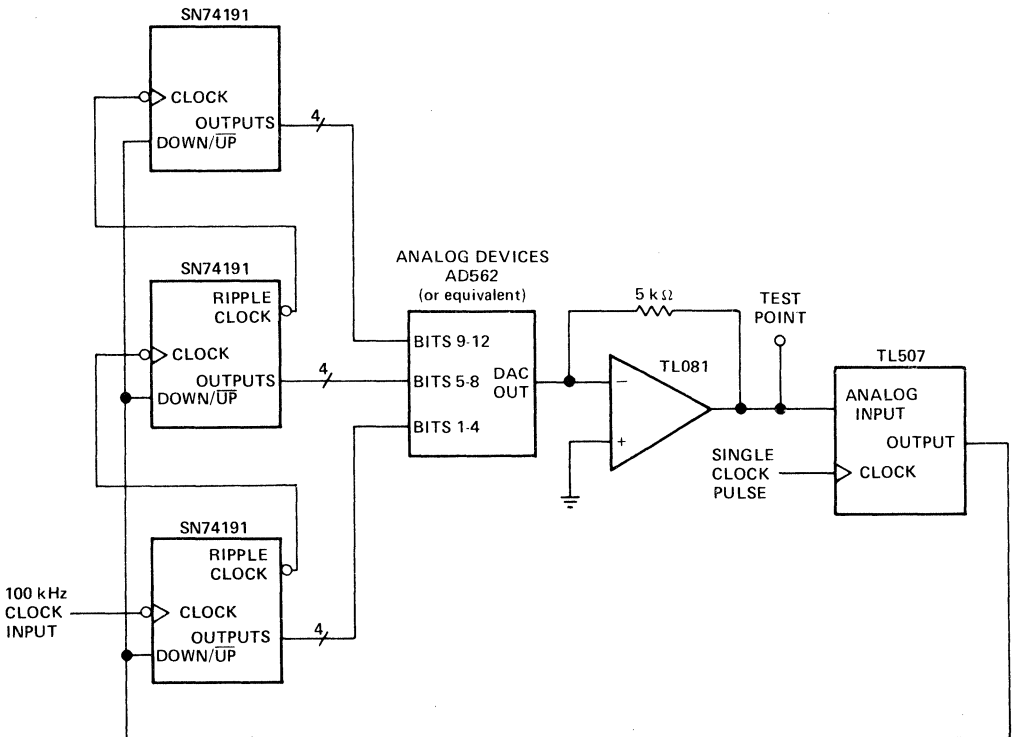 SN74191
CLOCK
OUTPUTS
DOWN/UP
4
SN74191
RIPPLE
CLOCK
CLOCK
OUTPUTS
DOWN/UP
4
SN74191
RIPPLE
CLOCK
100 kHz
CLOCK
INPUT
CLOCK
OUTPUTS
DOWN/UP
4
ANALOG DEVICES
AD562
(or equivalent)
BITS 9-12
BITS 5-8
BITS 1-4
DAC
OUT
5 kΩ
TL081
−
+
TEST
POINT
TL507
ANALOG
INPUT
OUTPUT
CLOCK
SINGLE
CLOCK
PULSE